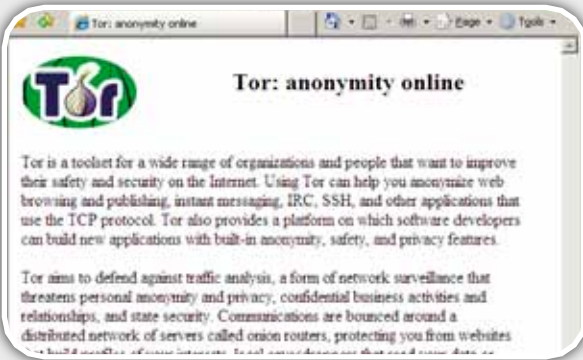 Tor: anonymity online
Page
Tools
Tor
Tor: anonymity online
Tor is a toolset for a wide range of organizations and people that want to improve
their safety and security on the Internet. Using Tor can help you anonymize web
browsing and publishing, instant messaging, IRC, SSH, and other applications that
use the TCP protocol. Tor also provides a platform on which software developers
can build new applications with built-in anonymity, safety, and privacy features.
Tor aims to defend against traffic analysis, a form of network surveillance that
threatens personal anonymity and privacy, confidential business activities and
relationships, and state security. Communications are bounced around a
distributed network of servers called onion routers, protecting you from websites